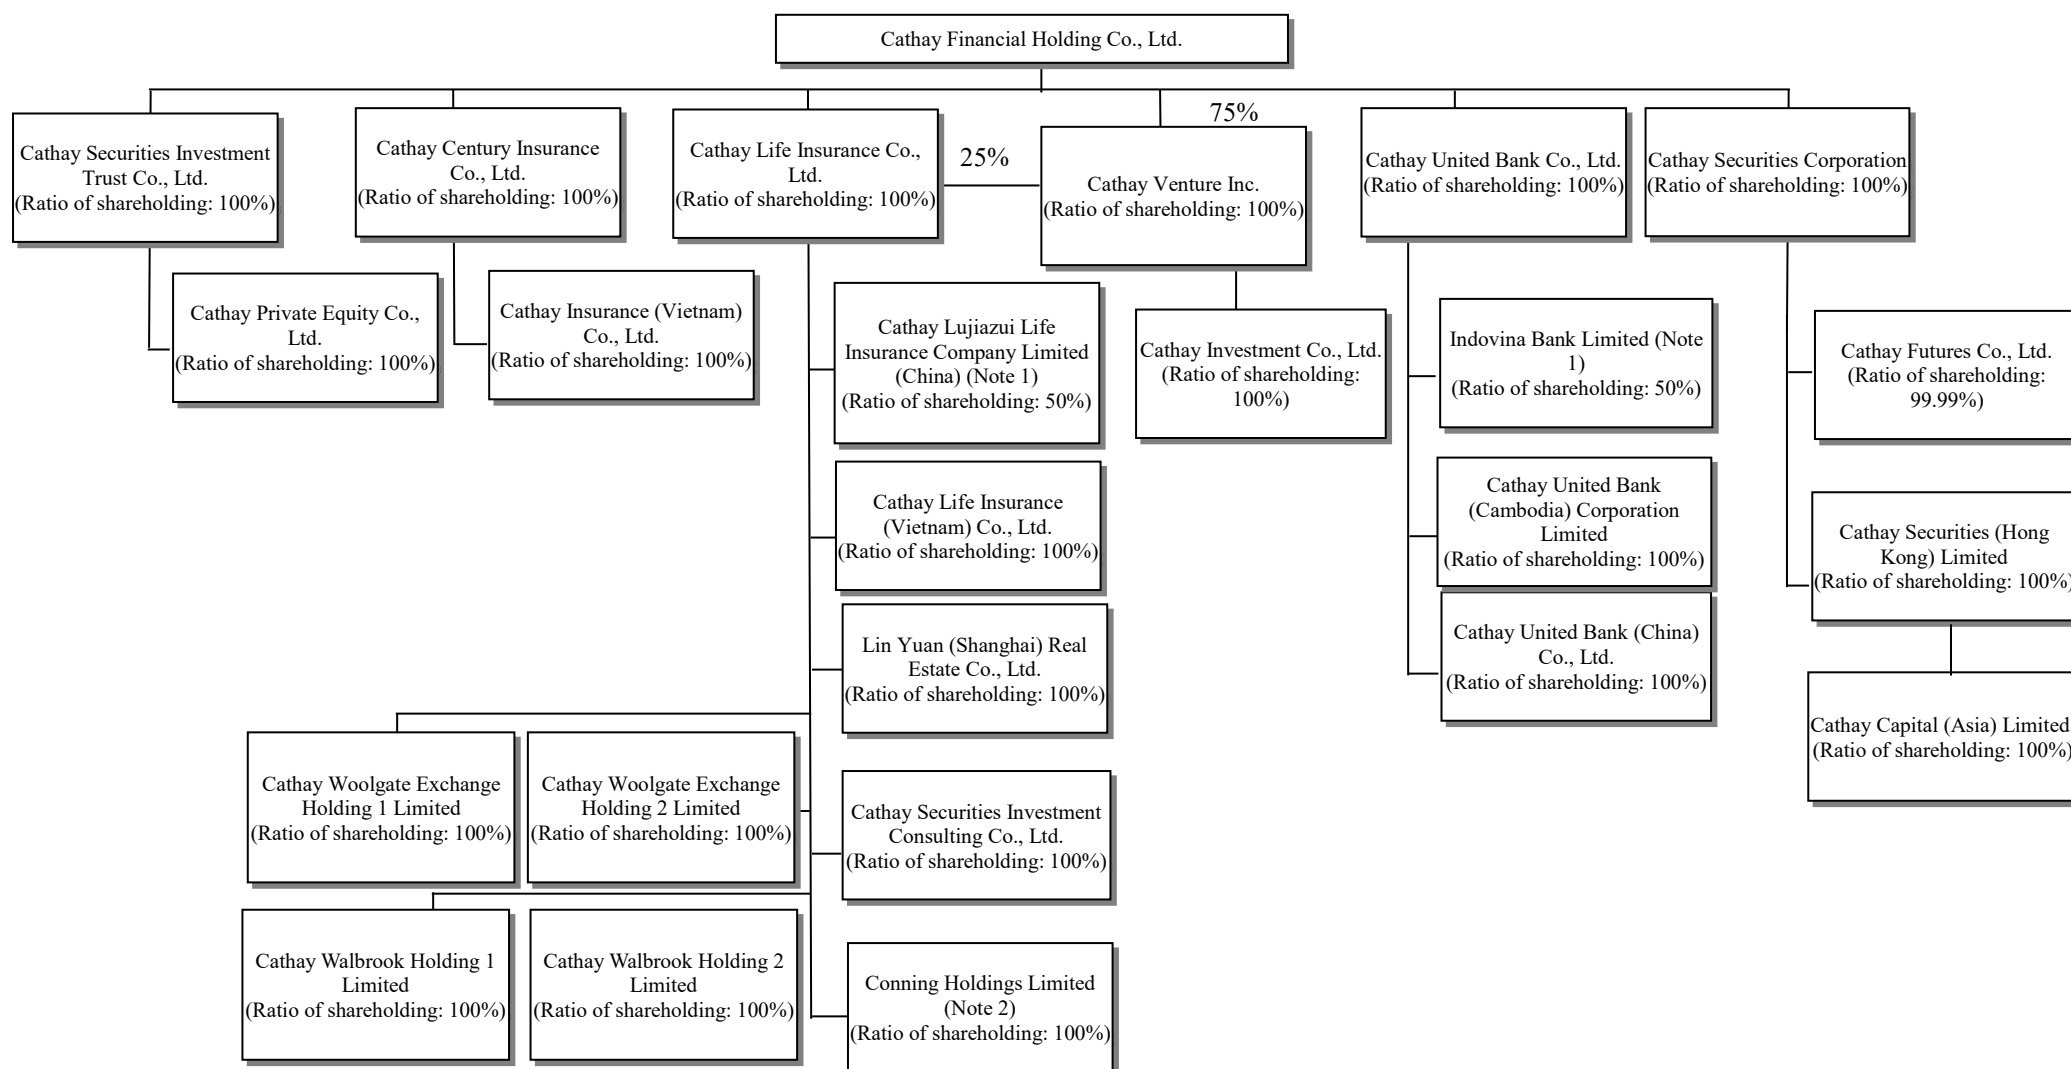 Cathay Financial Holding Co., Ltd.
75%
Cathay Securities Investment
Trust Co., Ltd.
(Ratio of shareholding: 100%)
Cathay Century Insurance
Co., Ltd.
(Ratio of shareholding: 100%)
Cathay Life Insurance Co.,
Ltd.
(Ratio of shareholding: 100%)
25%
Cathay Venture Inc.
(Ratio of shareholding: 100%)
Cathay United Bank Co., Ltd.
(Ratio of shareholding: 100%)
Cathay Securities Corporation
(Ratio of shareholding: 100%)
Cathay Private Equity Co.,
Ltd.
(Ratio of shareholding: 100%)
Cathay Insurance (Vietnam)
Co., Ltd.
(Ratio of shareholding: 100%)
Cathay Lujiazui Life
Insurance Company Limited
(China) (Note 1)
(Ratio of shareholding: 50%)
Cathay Investment Co., Ltd.
(Ratio of shareholding:
100%)
Indovina Bank Limited (Note
1)
(Ratio of shareholding: 50%)
Cathay Futures Co., Ltd.
(Ratio of shareholding:
99.99%)
Cathay Life Insurance
(Vietnam) Co., Ltd.
(Ratio of shareholding: 100%)
Cathay United Bank
(Cambodia) Corporation
Limited
(Ratio of shareholding: 100%)
Cathay Securities (Hong
Kong) Limited
(Ratio of shareholding: 100%)
Lin Yuan (Shanghai) Real
Estate Co., Ltd.
(Ratio of shareholding: 100%)
Cathay United Bank (China)
Co., Ltd.
(Ratio of shareholding: 100%)
Cathay Capital (Asia) Limited
(Ratio of shareholding: 100%)
Cathay Woolgate Exchange
Holding 1 Limited
(Ratio of shareholding: 100%)
Cathay Woolgate Exchange
Holding 2 Limited
(Ratio of shareholding: 100%)
Cathay Securities Investment
Consulting Co., Ltd.
(Ratio of shareholding: 100%)
Cathay Walbrook Holding 1
Limited
(Ratio of shareholding: 100%)
Cathay Walbrook Holding 2
Limited
(Ratio of shareholding: 100%)
Conning Holdings Limited
(Note 2)
(Ratio of shareholding: 100%)